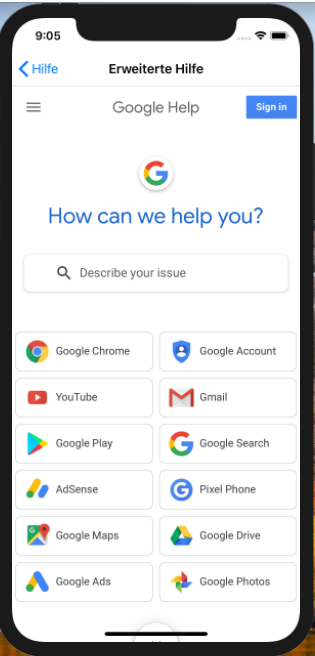 9:05
Hilfe Erweiterte Hilfe
Google Help Sign in
How can we help you?
Describe your issue
Google Chrome Google Account
YouTube Gmail
Google Play Google Search
AdSense Pixel Phone
Google Maps Google Drive
Google Ads Google Photos